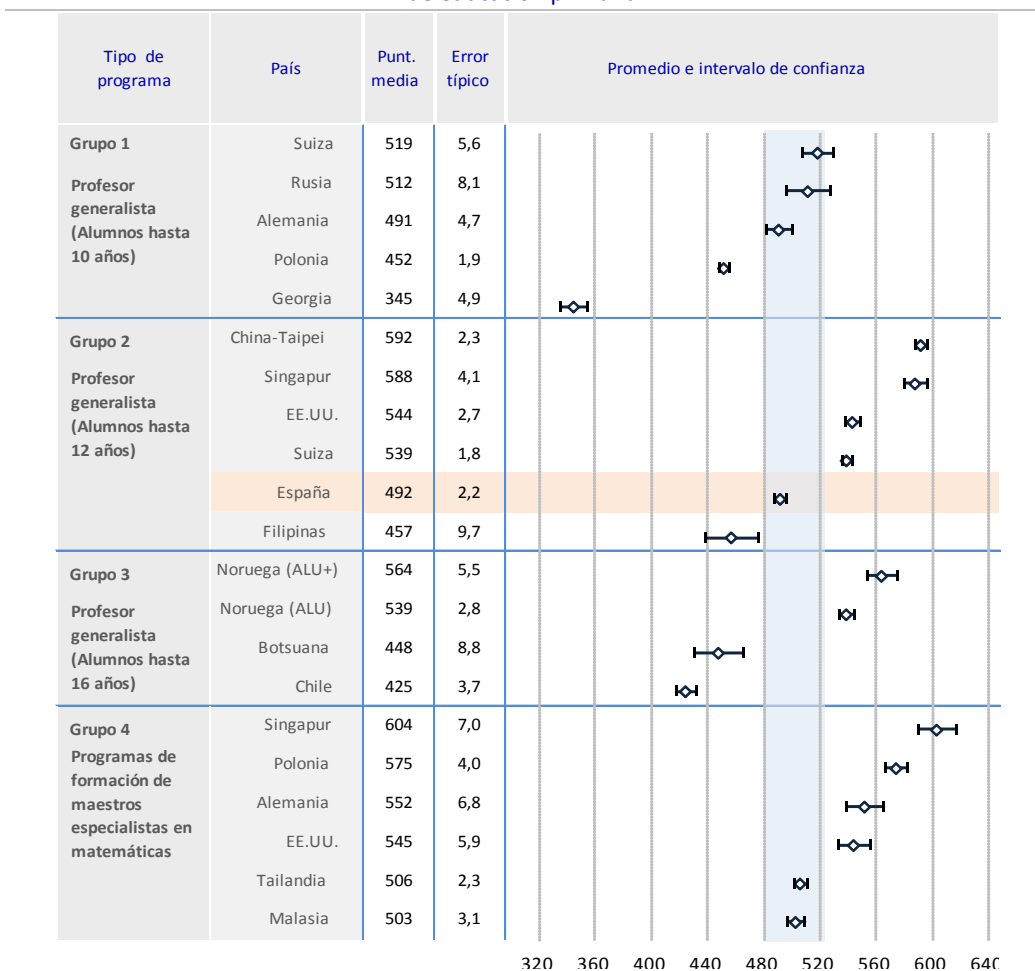 Tipo de programa País Punt. media Error típico Promedio e intervalo de confianza
Grupo 1
Profesor
generalista
(Alumnos hasta
10 años)
Suiza 519 5,6
Rusia 512 8,1
Alemania 491 4,7
Polonia 452 1,9
Georgia 345 4,9
Grupo 2
Profesor
generalista
(Alumnos hasta
12 años)
China-Taipei 592 2,3
Singapur 588 4,1
EE.UU. 544 2,7
Suiza 539 1,8
España 492 2,2
Filipinas 457 9,7
Grupo 3
Profesor
generalista
(Alumnos hasta
16 años)
Noruega (ALU+) 564 5,5
Noruega (ALU) 539 2,8
Botsuana 448 8,8
Chile 425 3,7
Grupo 4
Programas de
formación de
maestros
especialistas en
matemáticas
Singapur 604 7,0
Polonia 575 4,0
Alemania 552 6,8
EE.UU. 545 5,9
Tailandia 506 2,3
Malasia 503 3,1
320 360 400 440 480 520 560 600 640